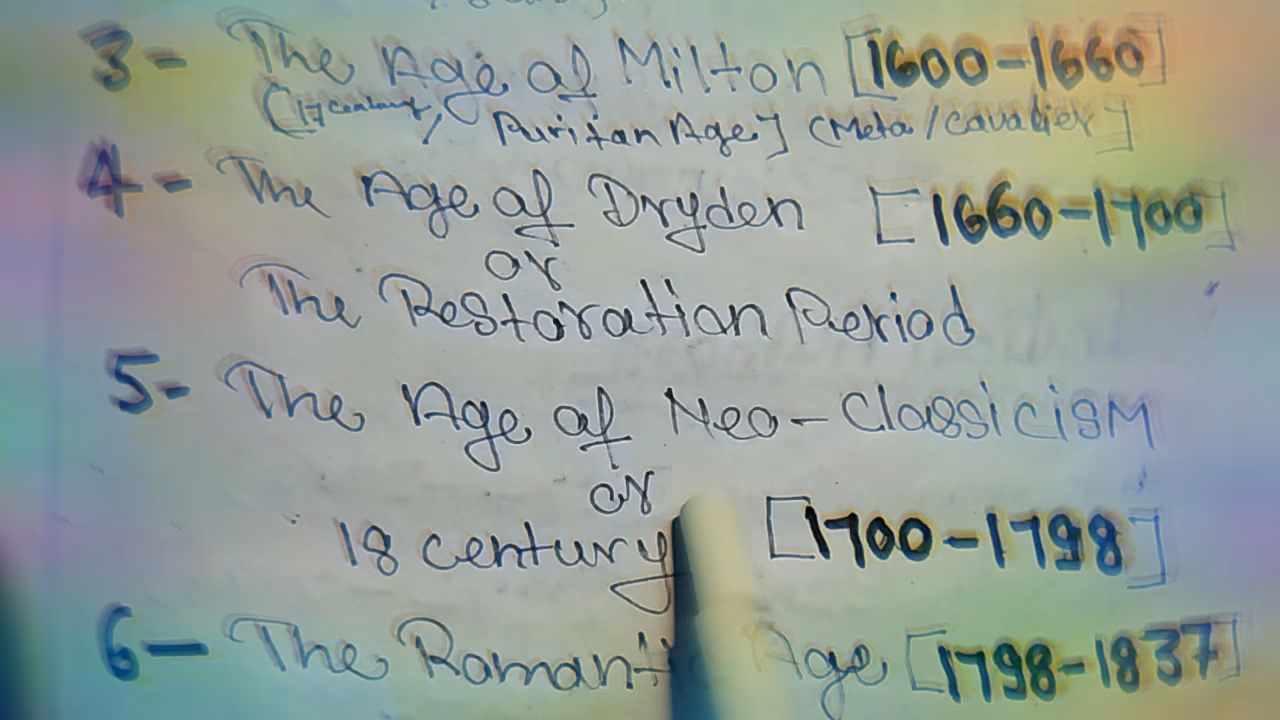 3- The Age of Milton [1600-1660]
[17 century, Puritan Age] (Meta/cavalier]
4- The Age of Dryden [1660-1700]
or
The Restoration Period
5- The Age of Neo-Classicism
or
18 century [1700-1798]
6- The Romantic Age [1798-1837]